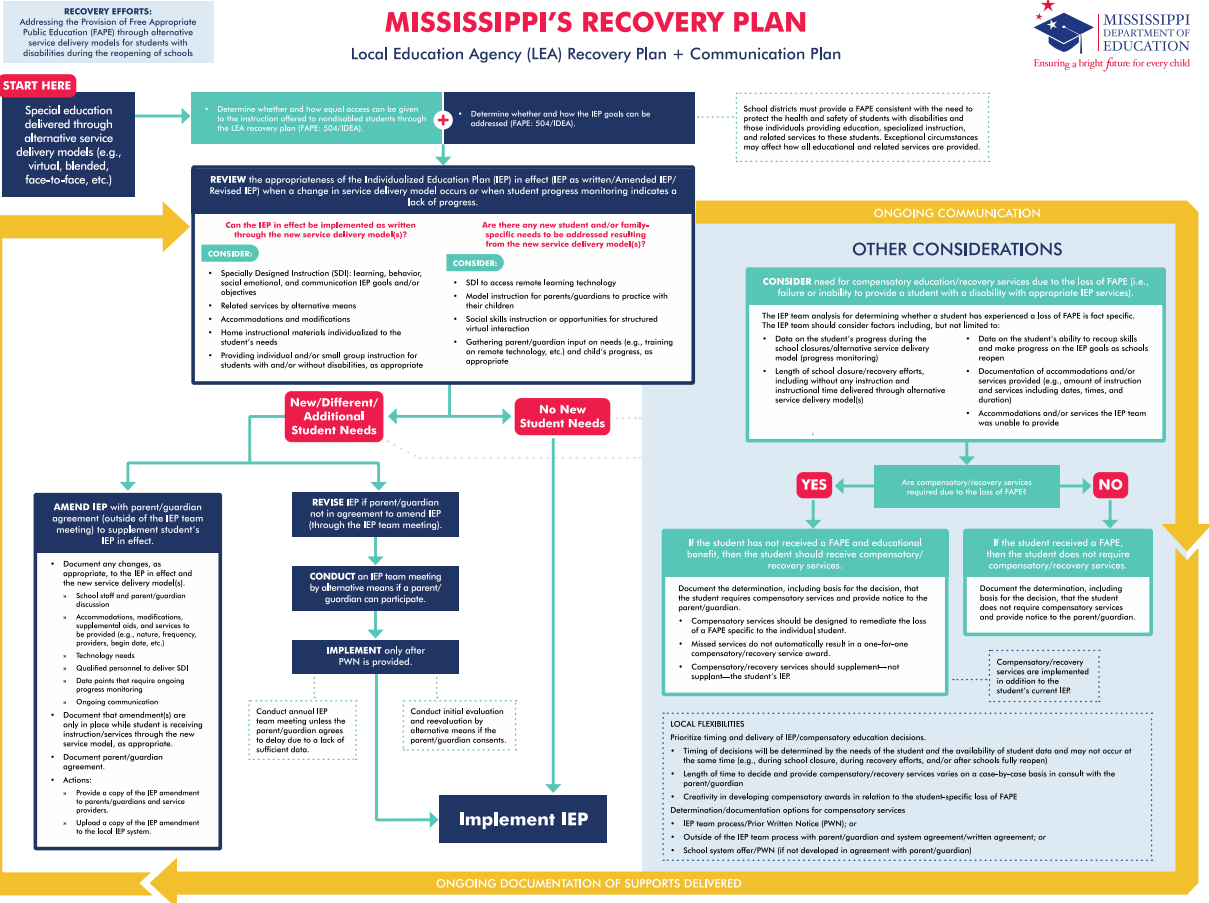 RECOVERY EFFORTS:
Addressing the Provision of Free Appropriate
Public Education (FAPE) through alternative
service delivery models for students with
disabilities during the reopening of schools
MISSISSIPPI'S RECOVERY PLAN
Local Education Agency (LEA) Recovery Plan + Communication Plan
MISSISSIPPI
DEPARTMENT OF
EDUCATION
Ensuring a bright future for every child
START HERE
Special education
delivered through
alternative service
delivery models (e.g.,
virtual, blended,
face-to-face, etc.)
• Determine whether and how equal access can be given
to the instruction offered to nondisabled students through
the LEA recovery plan (FAPE: 504/IDEA).
+
• Determine whether and how the IEP goals can be
addressed (FAPE: 504/IDEA).
School districts must provide a FAPE consistent with the need to
protect the health and safety of students with disabilities and
those individuals providing education, specialized instruction,
and related services to these students. Exceptional circumstances
may affect how all educational and related services are provided.
REVIEW the appropriateness of the Individualized Education Plan (IEP) in effect (IEP as written/Amended IEP/
Revised IEP) when a change in service delivery model occurs or when student progress monitoring indicates a
lack of progress.
Can the IEP in effect be implemented as written
through the new service delivery model(s)?
CONSIDER:
• Specially Designed Instruction (SDI): learning, behavior,
social emotional, and communication IEP goals and/or
objectives
• Related services by alternative means
• Accommodations and modifications
• Home instructional materials individualized to the
student's needs
• Providing individual and/or small group instruction for
students with and/or without disabilities, as appropriate
Are there any new student and/or family-
specific needs to be addressed resulting
from the new service delivery model(s)?
CONSIDER:
• SDI to access remote learning technology
• Model instruction for parents/guardians to practice with
their children
• Social skills instruction or opportunities for structured
virtual interaction
• Gathering parent/guardian input on needs (e.g., training
on remote technology, etc.) and child's progress, as
appropriate
New/Different/
Additional
Student Needs
No New
Student Needs
AMEND IEP with parent/guardian
agreement (outside of the IEP team
meeting) to supplement student's
IEP in effect.
• Document any changes, as
appropriate, to the IEP in effect and
the new service delivery model(s).
» School staff and parent/guardian
discussion
» Accommodations, modifications,
supplemental aids, and services to
be provided (e.g., nature, frequency,
providers, begin date, etc.)
» Technology needs
» Qualified personnel to deliver SDI
» Data points that require ongoing
progress monitoring
» Ongoing communication
• Document that amendment(s) are
only in place while student is receiving
instruction/services through the new
service model, as appropriate.
• Document parent/guardian
agreement.
• Actions:
» Provide a copy of the IEP amendment
to parents/guardians and service
providers.
» Upload a copy of the IEP amendment
to the local IEP system.
REVISE IEP if parent/guardian
not in agreement to amend IEP
(through the IEP team meeting).
CONDUCT an IEP team meeting
by alternative means if a parent/
guardian can participate.
IMPLEMENT only after
PWN is provided.
Conduct annual IEP
team meeting unless the
parent/guardian agrees
to delay due to a lack of
sufficient data.
Conduct initial evaluation
and reevaluation by
alternative means if the
parent/guardian consents.
Implement IEP
ONGOING COMMUNICATION
OTHER CONSIDERATIONS
CONSIDER need for compensatory education/recovery services due to the loss of FAPE (i.e.,
failure or inability to provide a student with a disability with appropriate IEP services).
The IEP team analysis for determining whether a student has experienced a loss of FAPE is fact specific.
The IEP team should consider factors including, but not limited to:
• Data on the student's progress during the
school closures/alternative service delivery
model (progress monitoring)
• Length of school closure/recovery efforts,
including without any instruction and
instructional time delivered through alternative
service delivery model(s)
• Data on the student's ability to recoup skills
and make progress on the IEP goals as schools
reopen
• Documentation of accommodations and/or
services provided (e.g., amount of instruction
and services including dates, times, and
duration)
• Accommodations and/or services the IEP team
was unable to provide
YES
Are compensatory/recovery services
required due to the loss of FAPE?
NO
If the student has not received a FAPE and educational
benefit, then the student should receive compensatory/
recovery services.
Document the determination, including basis for the decision, that
the student requires compensatory services and provide notice to the
parent/guardian.
• Compensatory services should be designed to remediate the loss
of a FAPE specific to the individual student.
• Missed services do not automatically result in a one-for-one
compensatory/recovery service award.
• Compensatory/recovery services should supplement—not
supplant—the student's IEP.
If the student received a FAPE,
then the student does not require
compensatory/recovery services.
Document the determination, including
basis for the decision, that the student
does not require compensatory services
and provide notice to the parent/guardian.
Compensatory/recovery
services are implemented
in addition to the
student's current IEP.
LOCAL FLEXIBILITIES
Prioritize timing and delivery of IEP/compensatory education decisions.
• Timing of decisions will be determined by the needs of the student and the availability of student data and may not occur at
the same time (e.g., during school closure, during recovery efforts, and/or after schools fully reopen)
• Length of time to decide and provide compensatory/recovery services varies on a case-by-case basis in consult with the
parent/guardian
• Creativity in developing compensatory awards in relation to the student-specific loss of FAPE
Determination/documentation options for compensatory services
• IEP team process/Prior Written Notice (PWN); or
• Outside of the IEP team process with parent/guardian and system agreement/written agreement; or
• School system offer/PWN (if not developed in agreement with parent/guardian)
ONGOING DOCUMENTATION OF SUPPORTS DELIVERED